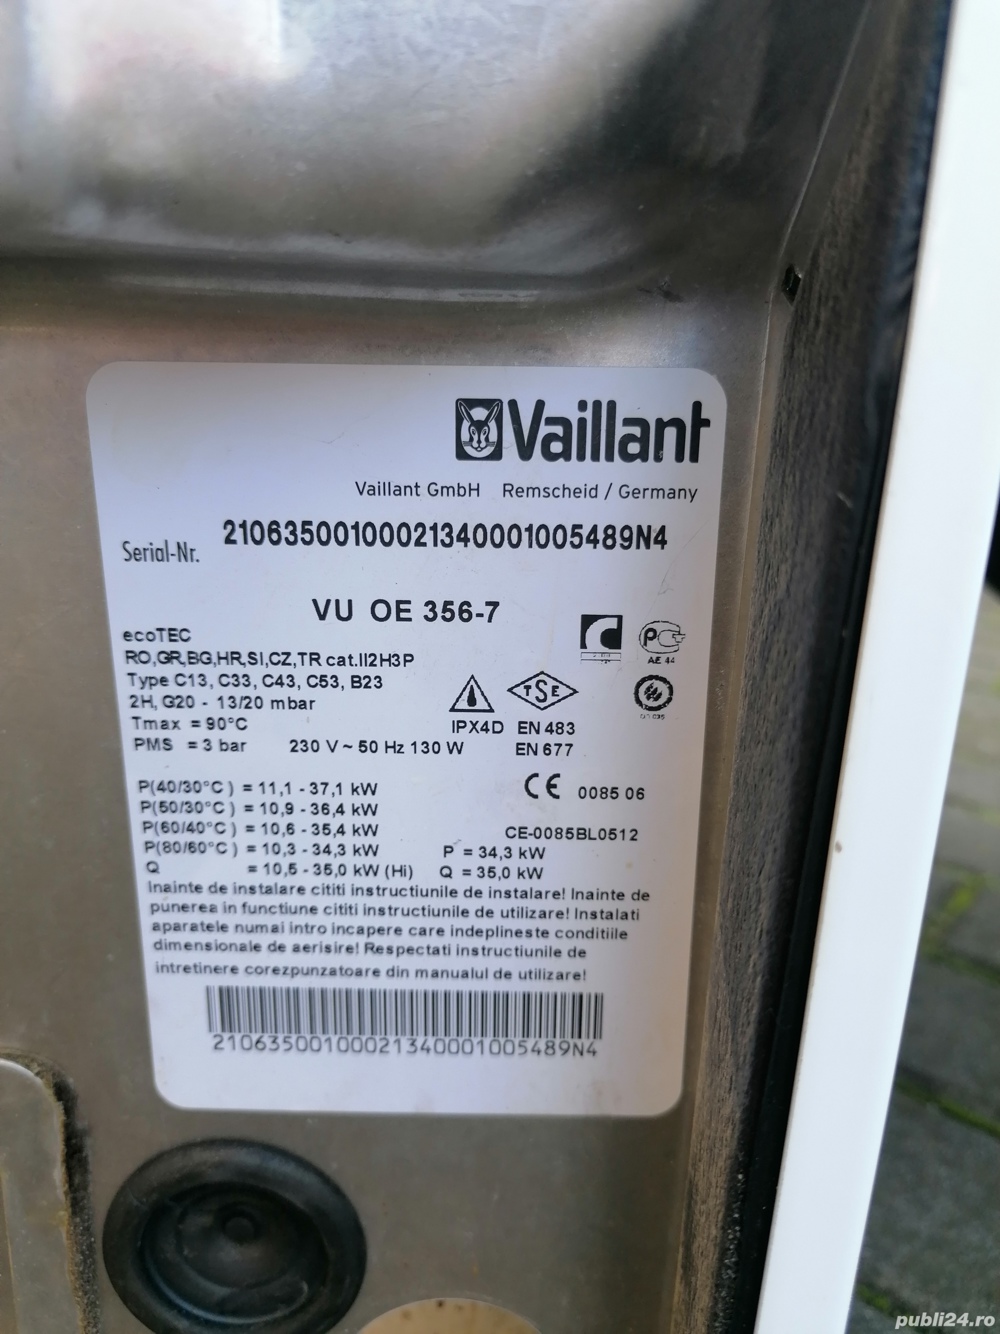 Vaillant
Vaillant GmbH Remscheid / Germany
Serial-Nr. 21063500100021340001005489N4
VU OE 356-7
ecoTEC
RO,GR,BG,HR,SI,CZ,TR cat.II2H3P
Type C13, C33, C43, C53, B23
2H, G20 - 13/20 mbar
Tmax = 90°C
PMS = 3 bar 230 V ~ 50 Hz 130 W
PCT
AE 44
TSE
IPX4D EN 483
EN 677
CE 0085 06
P(40/30°C) = 11,1 - 37,1 kW
P(50/30°C) = 10,9 - 36,4 kW
P(60/40°C) = 10,6 - 35,4 kW CE-0085BL0512
P(80/60°C) = 10,3 - 34,3 kW P = 34,3 kW
Q = 10,5 - 35,0 kW (Hi) Q = 35,0 kW
Inainte de instalare cititi instructiunile de instalare! Inainte de
punerea in functiune cititi instructiunile de utilizare! Instalati
aparatele numai intro incapere care indeplineste conditiile
dimensionale de aerisire! Respectati instructiunile de
intretinere corezpunzatoare din manualul de utilizare!
21063500100021340001005489N4
publi24.ro